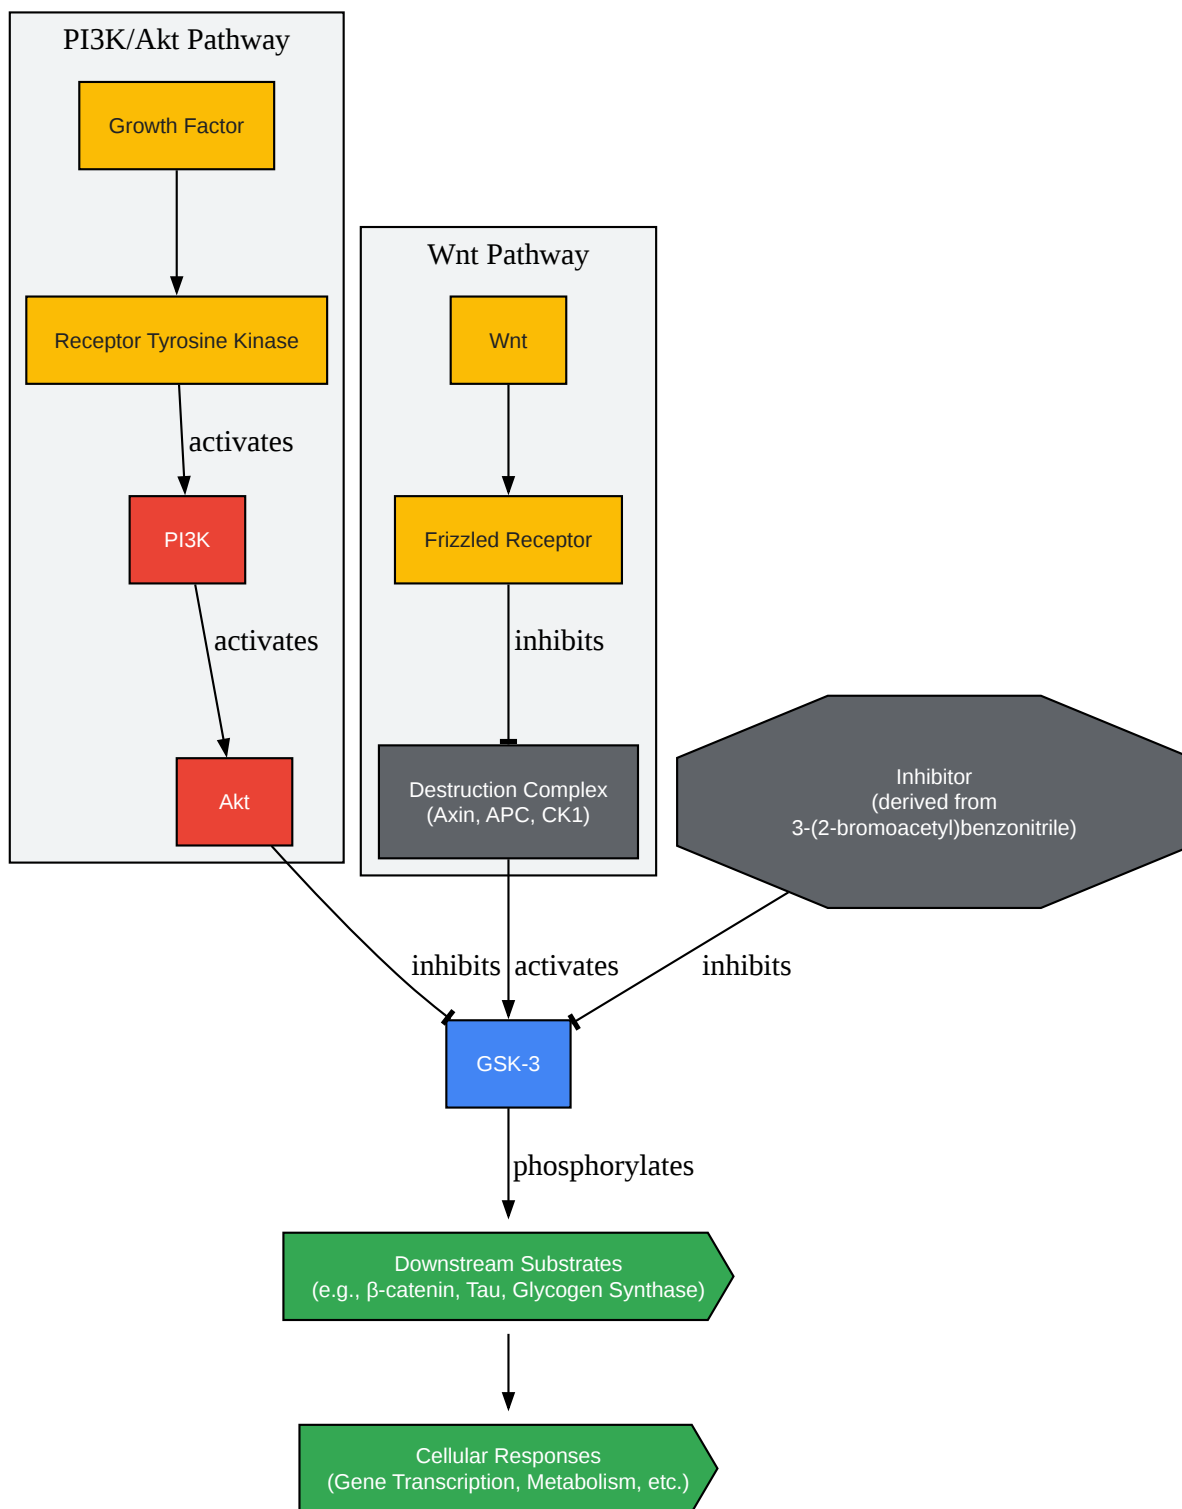 PI3K/Akt Pathway
Growth Factor
Receptor Tyrosine Kinase
activates
PI3K
activates
Akt
Wnt Pathway
Wnt
Frizzled Receptor
inhibits
Destruction Complex
(Axin, APC, CK1)
Inhibitor
(derived from
3-(2-bromoacetyl)benzonitrile)
inhibits
activates
inhibits
GSK-3
phosphorylates
Downstream Substrates
(e.g., β-catenin, Tau, Glycogen Synthase)
Cellular Responses
(Gene Transcription, Metabolism, etc.)